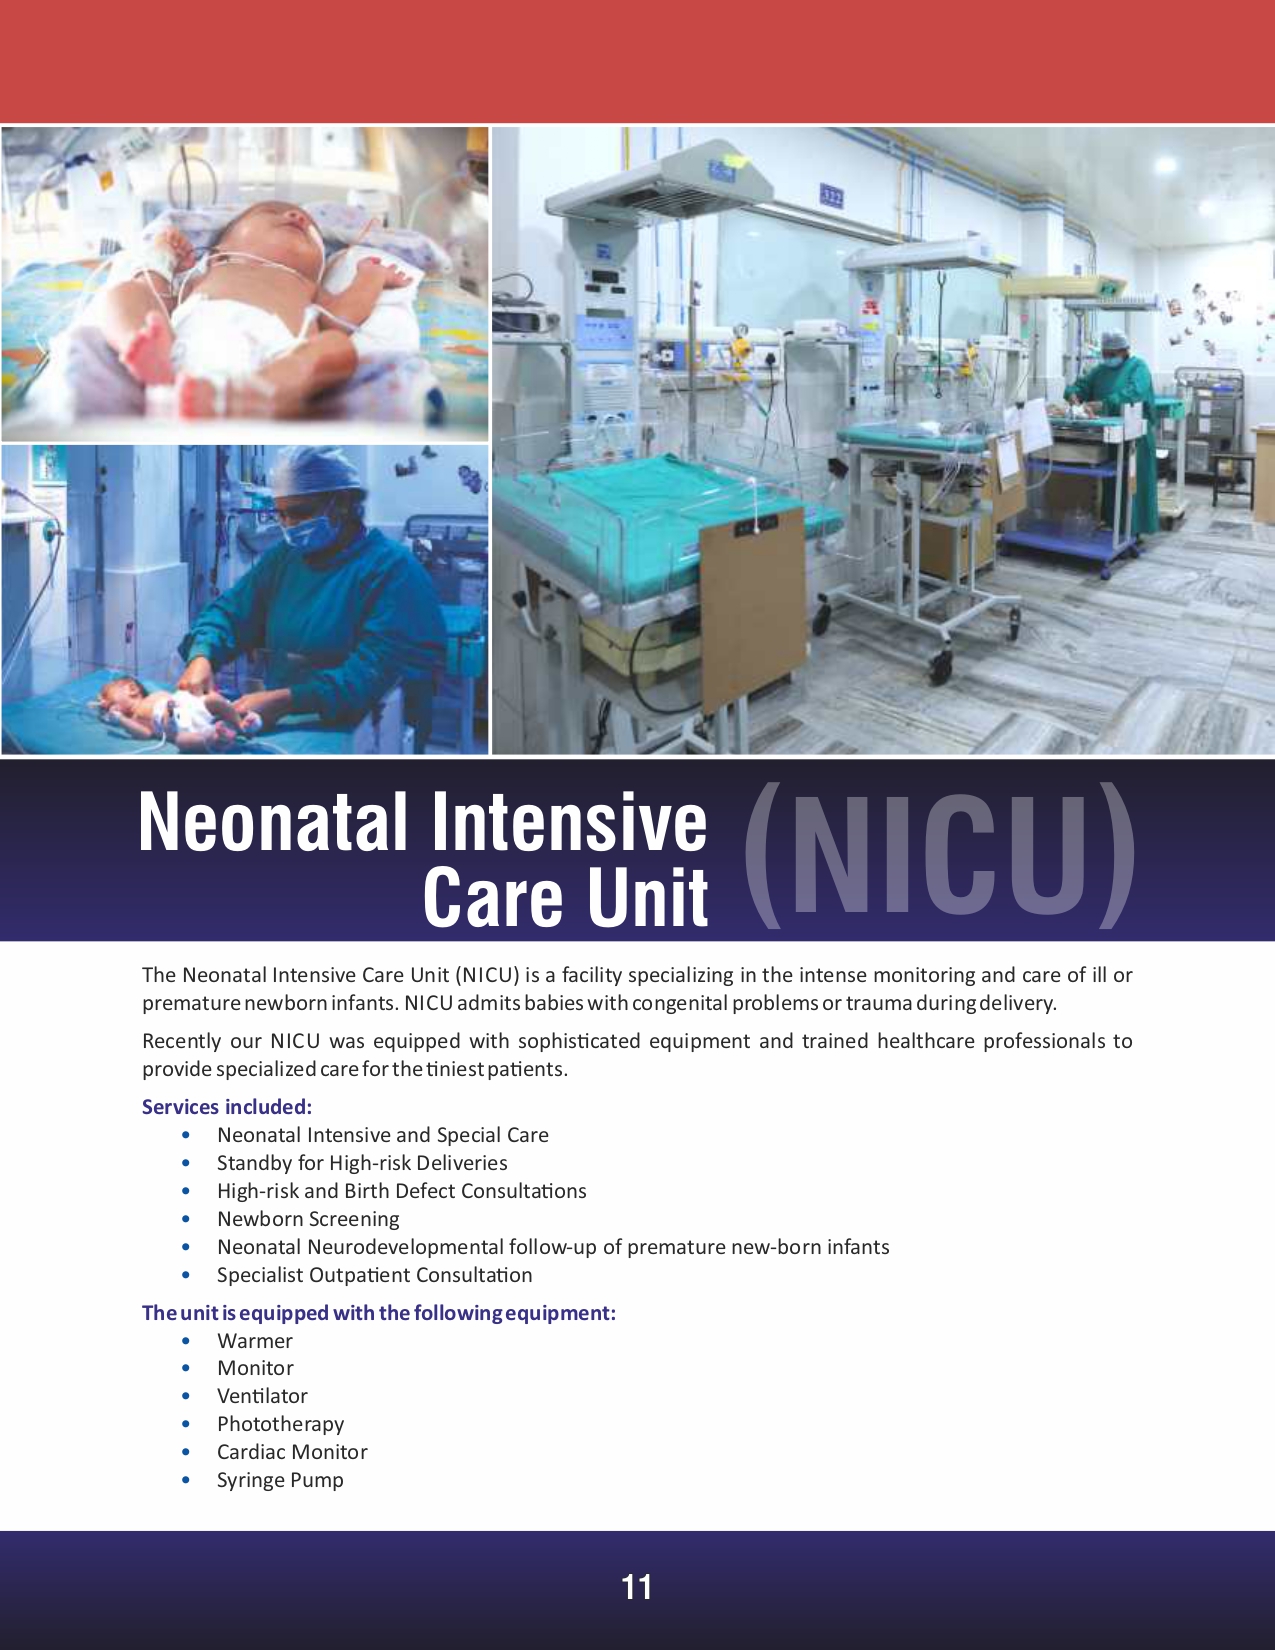 322
Neonatal Intensive
Care Unit
(NICU)
The Neonatal Intensive Care Unit (NICU) is a facility specializing in the intense monitoring and care of ill or
premature newborn infants. NICU admits babies with congenital problems or trauma during delivery.
Recently our NICU was equipped with sophisticated equipment and trained healthcare professionals to
provide specialized care for the tiniest patients.
Services included:
• Neonatal Intensive and Special Care
• Standby for High-risk Deliveries
• High-risk and Birth Defect Consultations
• Newborn Screening
• Neonatal Neurodevelopmental follow-up of premature new-born infants
• Specialist Outpatient Consultation
The unit is equipped with the following equipment:
• Warmer
• Monitor
• Ventilator
• Phototherapy
• Cardiac Monitor
• Syringe Pump
11